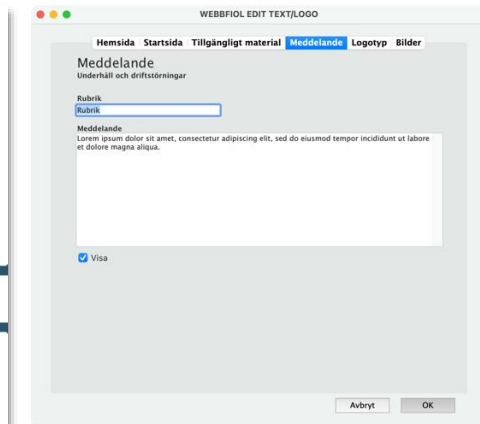 WEBBFIOL EDIT TEXT/LOGO
Hemsida Startsida Tillgängligt material Meddelande Logotyp Bilder
Meddelande
Underhåll och driftstörningar
Rubrik
Rubrik
Meddelande
Lorem ipsum dolor sit amet, consectetur adipiscing elit, sed do eiusmod tempor incididunt ut labore
et dolore magna aliqua.
Visa
Avbryt OK